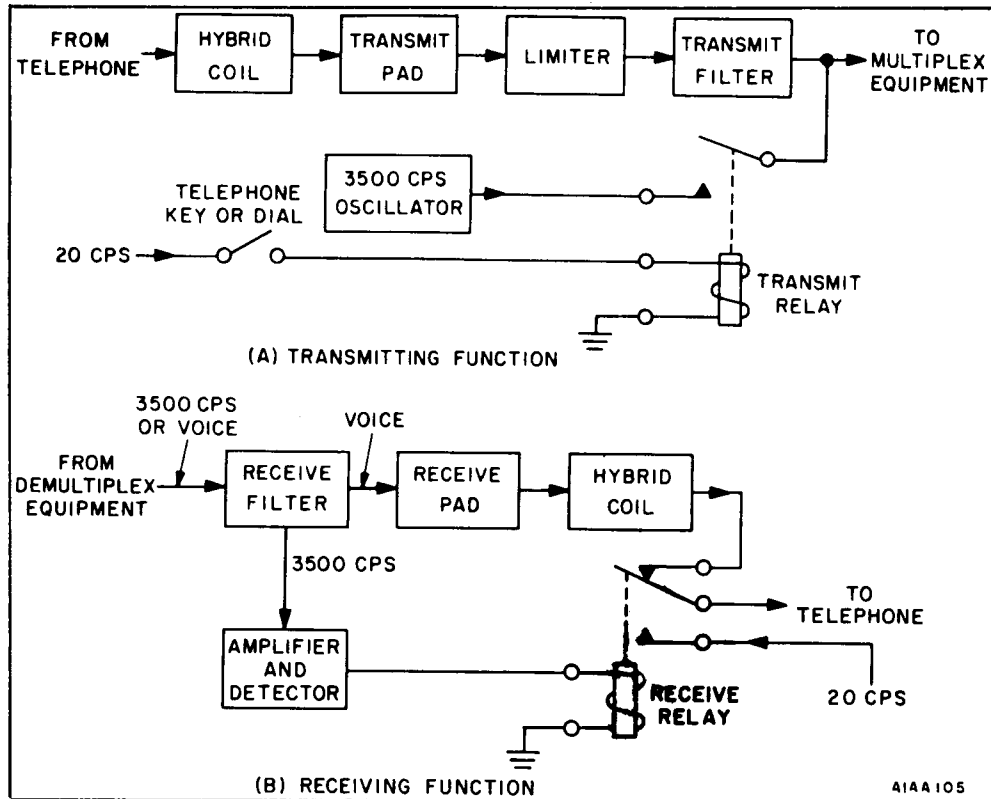 FROM
TELEPHONE
HYBRID
COIL
TRANSMIT
PAD
LIMITER
TRANSMIT
FILTER
TO
MULTIPLEX
EQUIPMENT
3500 CPS
OSCILLATOR
TELEPHONE
KEY OR DIAL
20 CPS
TRANSMIT
RELAY
(A) TRANSMITTING FUNCTION
3500 CPS
OR VOICE
VOICE
FROM
DEMULTIPLEX
EQUIPMENT
RECEIVE
FILTER
RECEIVE
PAD
HYBRID
COIL
3500 CPS
TO
TELEPHONE
AMPLIFIER
AND
DETECTOR
RECEIVE
RELAY
20 CPS
(B) RECEIVING FUNCTION
A1AA105